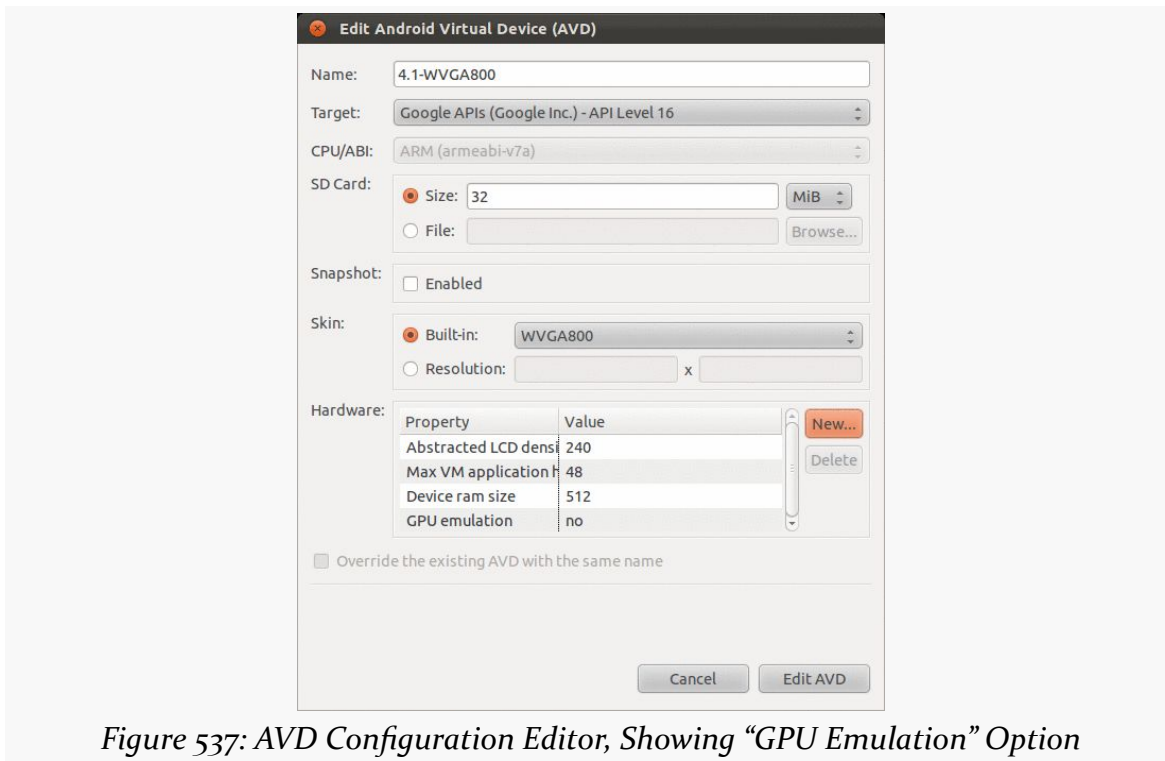 Edit Android Virtual Device (AVD)
Name: 4.1-WVGA800
Target: Google APIs (Google Inc.) - API Level 16
CPU/ABI: ARM (armeabi-v7a)
SD Card:
Size: 32 MiB
File: Browse...
Snapshot:
Enabled
Skin:
Built-in: WVGA800
Resolution: x
Hardware:
Property Value New...
Abstracted LCD densi 240
Delete
Max VM application h 48
Device ram size 512
GPU emulation no
Override the existing AVD with the same name
Cancel Edit AVD
Figure 537: AVD Configuration Editor, Showing “GPU Emulation” Option